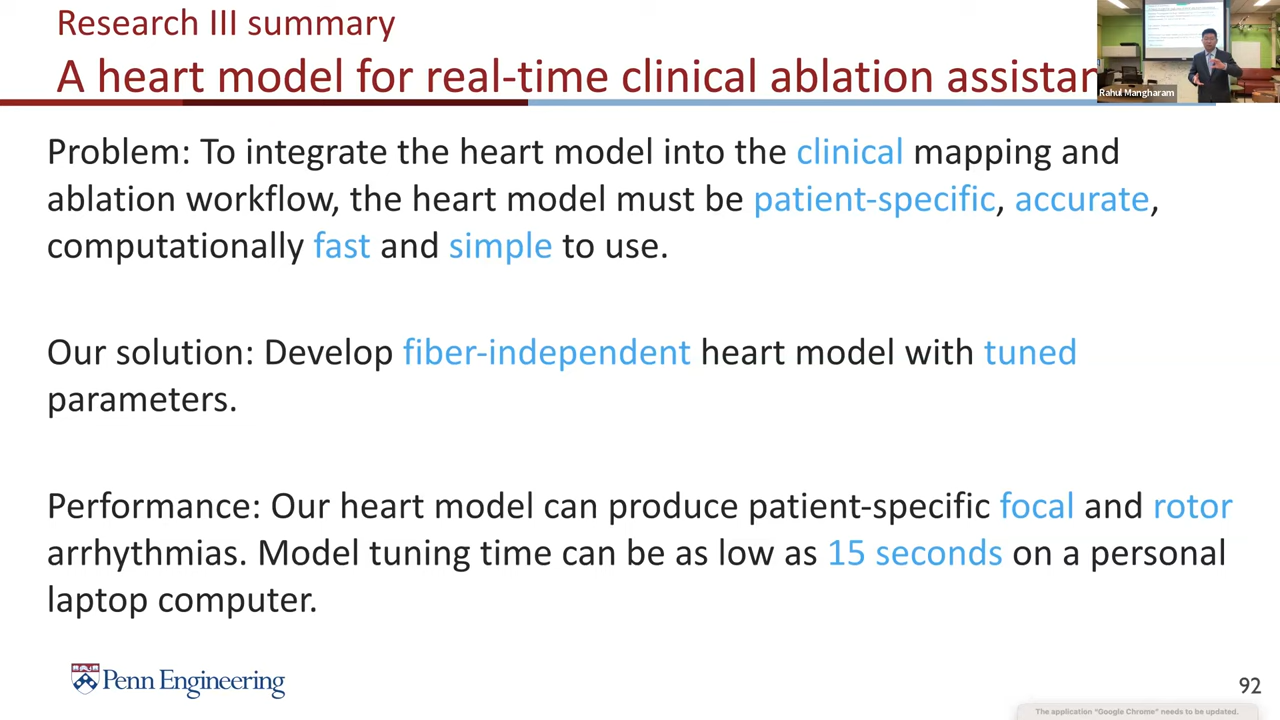 Research III summary
A heart model for real-time clinical ablation assistan
Rahul Mangharam
Problem: To integrate the heart model into the clinical mapping and
ablation workflow, the heart model must be patient-specific, accurate,
computationally fast and simple to use.
Our solution: Develop fiber-independent heart model with tuned
parameters.
Performance: Our heart model can produce patient-specific focal and rotor
arrhythmias. Model tuning time can be as low as 15 seconds on a personal
laptop computer.
Penn Engineering
92
The application "Google Chrome" needs to be updated.